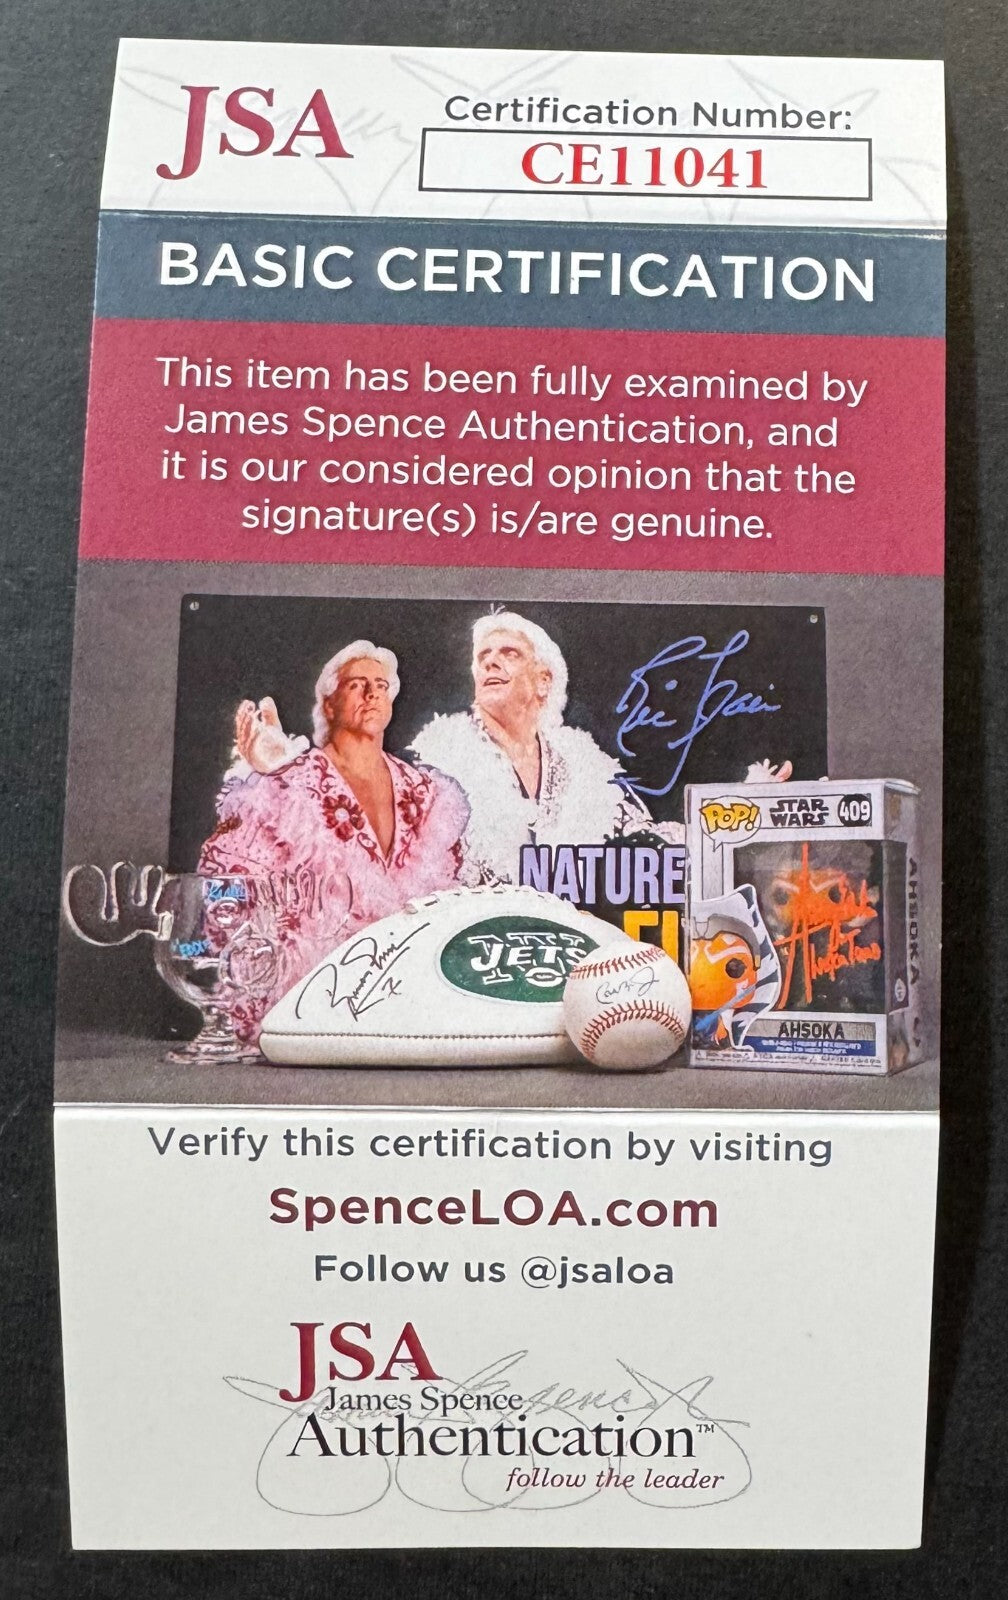 JSA
Certification Number:
CE11041
BASIC CERTIFICATION
This item has been fully examined by
James Spence Authentication, and
it is our considered opinion that the
signature(s) is/are genuine.
Ric Flair
NATURE
POP!
STAR
WARS
409
JETS
AHSOKA
AHSOKA
Verify this certification by visiting
SpenceLOA.com
Follow us @jsaloa
JSA
James Spence
Authentication™
follow the leader